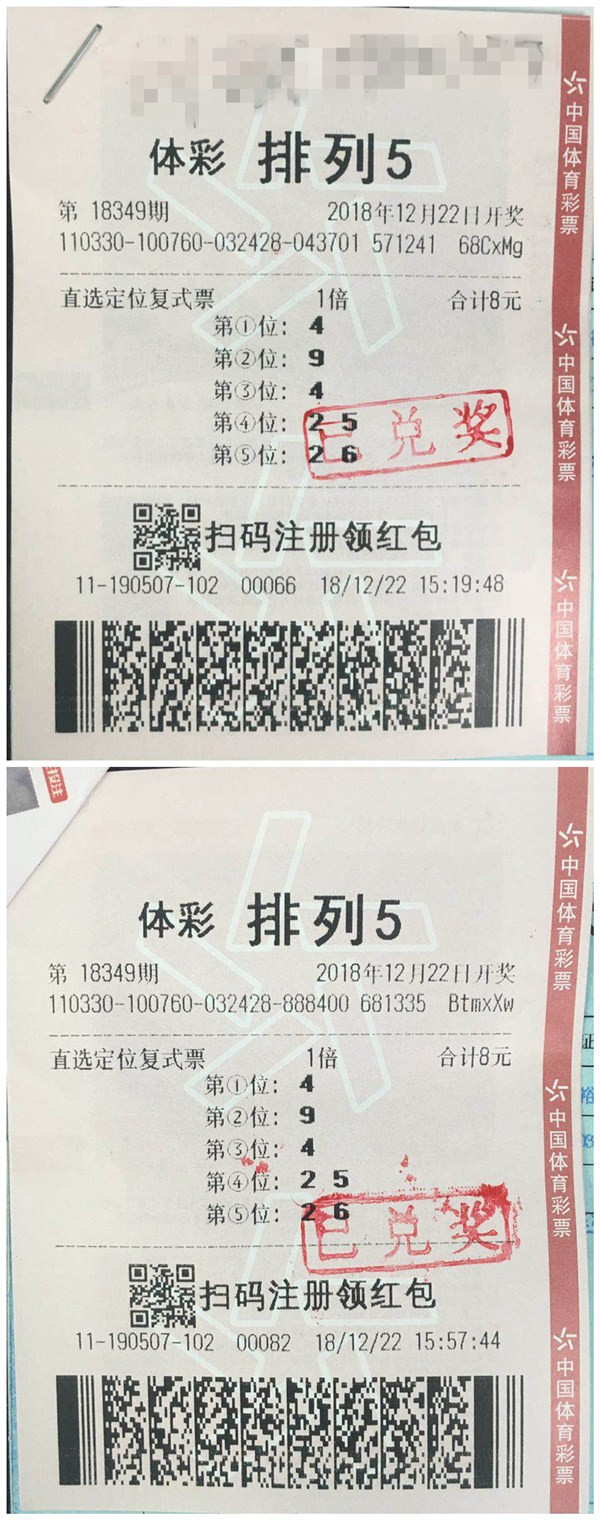 体彩 排列5
第 18349期 2018年12月22日开奖
110330-100760-032428-043701 571241 68CxMg
直选定位复式票 1倍 合计8元
第①位: 4
第②位: 9
第③位: 4
第④位: 2 5
第⑤位: 2 6
已兑奖
扫码注册领红包
11-190507-102 00066 18/12/22 15:19:48
中国体育彩票
中国体育彩票
中国体育彩票
体彩 排列5
第 18349期 2018年12月22日开奖
110330-100760-032428-888400 681335 BtmxXw
直选定位复式票 1倍 合计8元
第①位: 4
第②位: 9
第③位: 4
第④位: 2 5
第⑤位: 2 6
已兑奖
扫码注册领红包
11-190507-102 00082 18/12/22 15:57:44
中国体育彩票
中国体育彩票
中国体育彩票